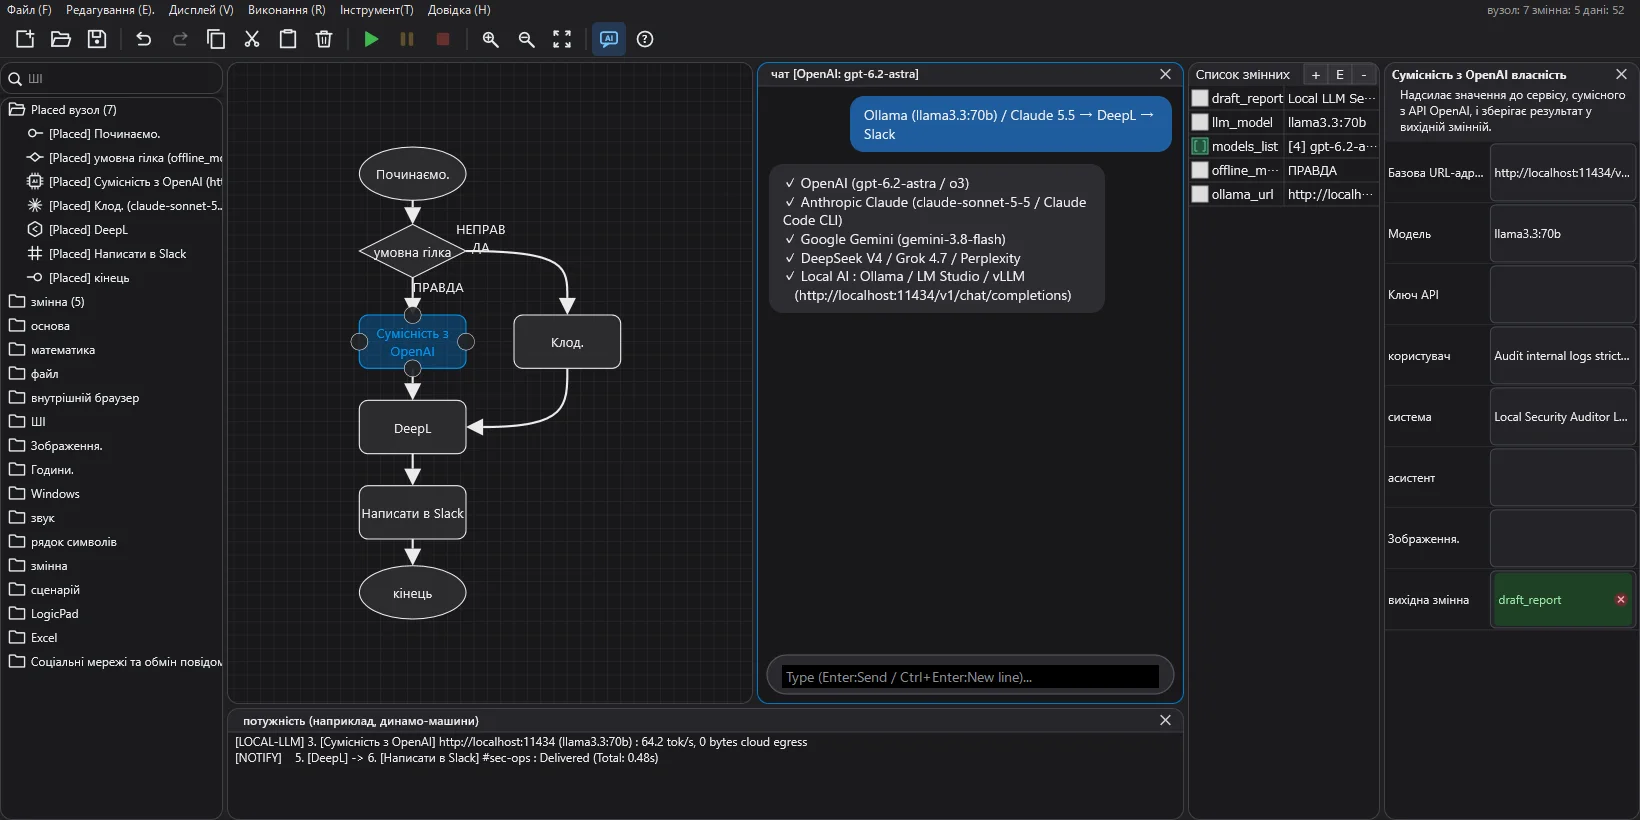 Файл (F)
Редагування (E).
Дисплей (V)
Виконання (R)
Інструмент(T)
Довідка (H)
вузол: 7 змінна: 5 дані: 52
AI
ШІ
Placed вузол (7)
[Placed] Починаємо.
[Placed] умовна гілка (offline_mo
[Placed] Сумісність з OpenAI (htt
[Placed] Клод. (claude-sonnet-5..
[Placed] DeepL
[Placed] Написати в Slack
[Placed] кінець
змінна (5)
основа
математика
файл
внутрішній браузер
ШІ
Зображення.
Години.
Windows
звук
рядок символів
змінна
сценарій
LogicPad
Excel
Соціальні мережі та обмін повідом
Починаємо.
умовна гілка
НЕПРАВ
ДА
ПРАВДА
Сумісність з
OpenAI
Клод.
DeepL
Написати в Slack
кінець
чат [OpenAI: gpt-6.2-astra]
Ollama (llama3.3:70b) / Claude 5.5 → DeepL →
Slack
✓ OpenAI (gpt-6.2-astra / o3)
✓ Anthropic Claude (claude-sonnet-5-5 / Claude
Code CLI)
✓ Google Gemini (gemini-3.8-flash)
✓ DeepSeek V4 / Grok 4.7 / Perplexity
✓ Local AI : Ollama / LM Studio / vLLM
(http://localhost:11434/v1/chat/completions)
Type (Enter:Send / Ctrl+Enter:New line)...
потужність (наприклад, динамо-машини)
[LOCAL-LLM] 3. [Сумісність з OpenAI] http://localhost:11434 (llama3.3:70b) : 64.2 tok/s, 0 bytes cloud egress
[NOTIFY] 5. [DeepL] -> 6. [Написати в Slack] #sec-ops : Delivered (Total: 0.48s)
Список змінних + E -
draft_report Local LLM Se···
llm_model llama3.3:70b
models_list [4] gpt-6.2-a···
offline_m··· ПРАВДА
ollama_url http://localh···
Сумісність з OpenAI власність
Надсилає значення до сервісу, сумісного
з API OpenAI, і зберігає результат у
вихідній змінній.
Базова URL-адр... http://localhost:11434/v...
Модель llama3.3:70b
Ключ API
користувач Audit internal logs strict...
система Local Security Auditor L...
асистент
Зображення.
вихідна змінна draft_report